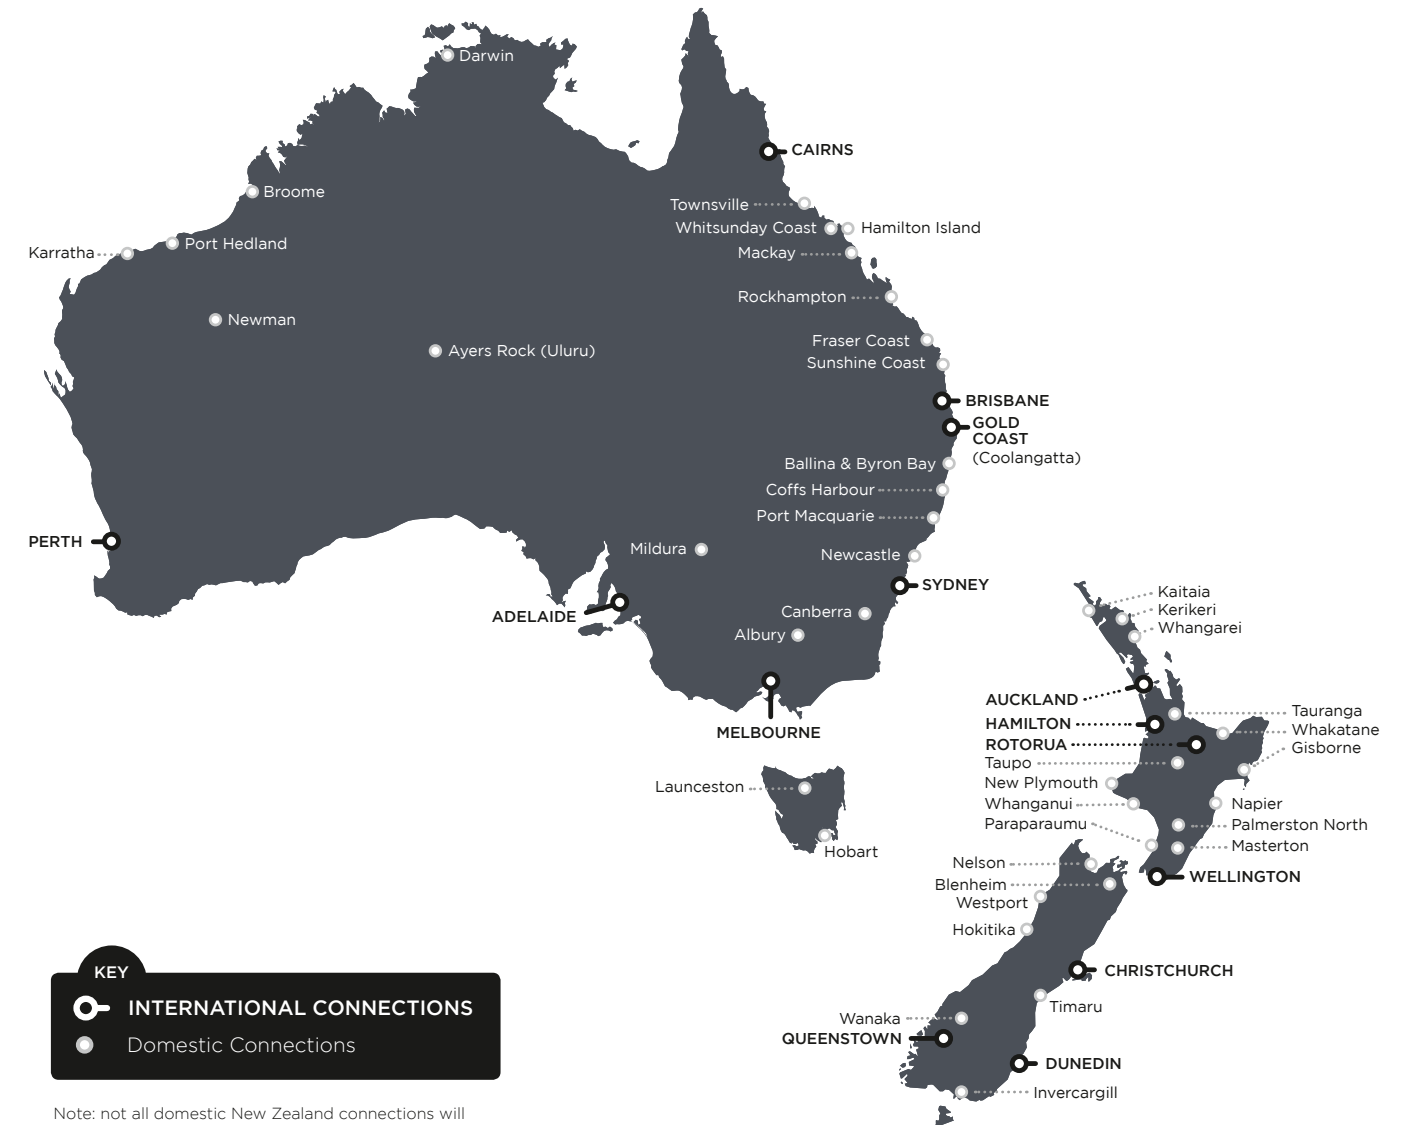 Darwin
CAIRNS
Broome
Townsville
Whitsunday Coast
Hamilton Island
Port Hedland
Karratha
Mackay
Rockhampton
Newman
Fraser Coast
Ayers Rock (Uluru)
Sunshine Coast
BRISBANE
GOLD
COAST
(Coolangatta)
Ballina & Byron Bay
Coffs Harbour
Port Macquarie
PERTH
Mildura
Newcastle
SYDNEY
ADELAIDE
Canberra
Albury
MELBOURNE
Launceston
Hobart
Kaitaia
Kerikeri
Whangarei
AUCKLAND
HAMILTON
ROTORUA
Taupo
New Plymouth
Whanganui
Paraparaumu
Tauranga
Whakatane
Gisborne
Napier
Palmerston North
Masterton
WELLINGTON
Nelson
Blenheim
Westport
Hokitika
CHRISTCHURCH
Timaru
Wanaka
QUEENSTOWN
DUNEDIN
Invercargill
KEY
INTERNATIONAL CONNECTIONS
Domestic Connections
Note: not all domestic New Zealand connections will